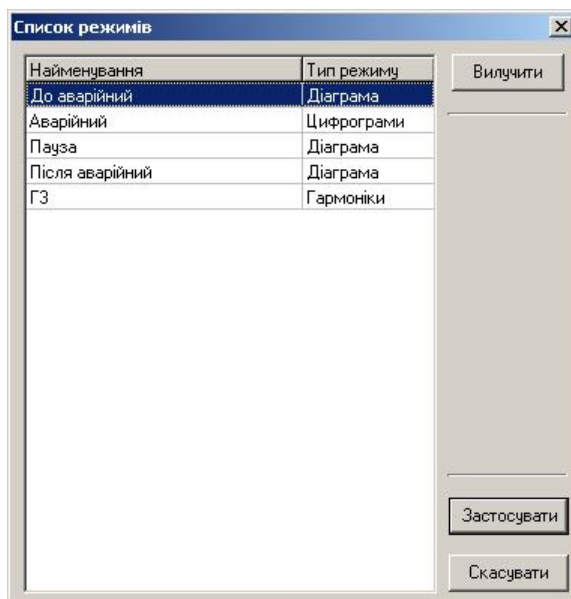 Список режимів
Найменування Тип режиму Вилучити
До аварійний Діаграма
Аварійний Цифрограми
Пауза Діаграма
Після аварійний Діаграма
ГЗ Гармоніки
Застосувати
Скасувати